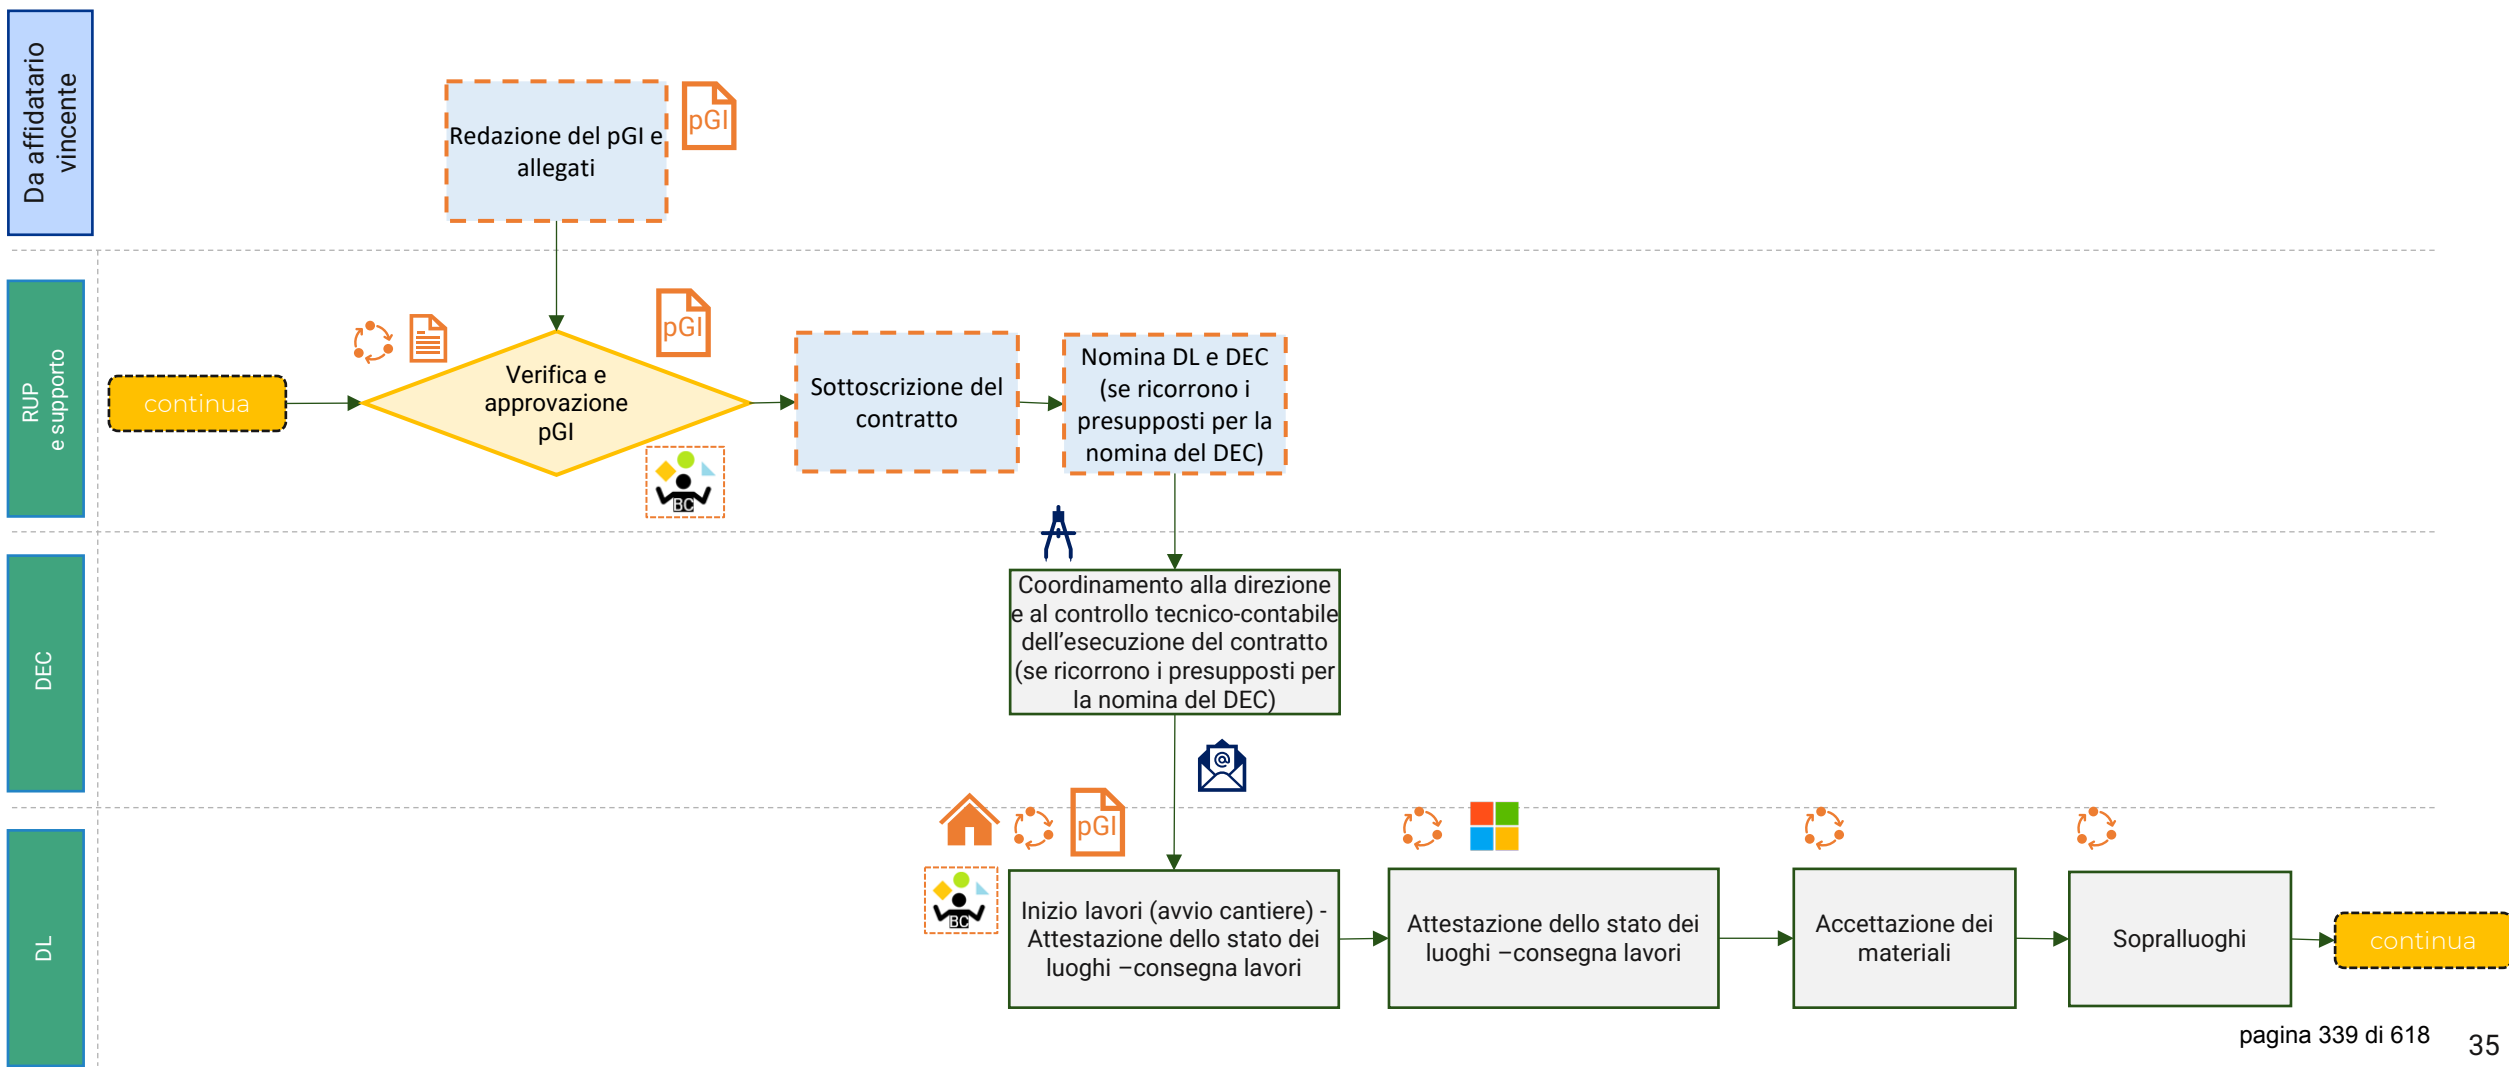 Da affidatario
vincente
Redazione del pGI e
allegati
pGI
RUP
e supporto
continua
Verifica e
approvazione
pGI
pGI
BC
Sottoscrizione del
contratto
Nomina DL e DEC
(se ricorrono i
presupposti per la
nomina del DEC)
DEC
Coordinamento alla direzione
e al controllo tecnico-contabile
dell’esecuzione del contratto
(se ricorrono i presupposti per
la nomina del DEC)
@
DL
pGI
BC
Inizio lavori (avvio cantiere) -
Attestazione dello stato dei
luoghi –consegna lavori
Attestazione dello stato dei
luoghi –consegna lavori
Accettazione dei
materiali
Sopralluoghi
continua
pagina 339 di 618
35